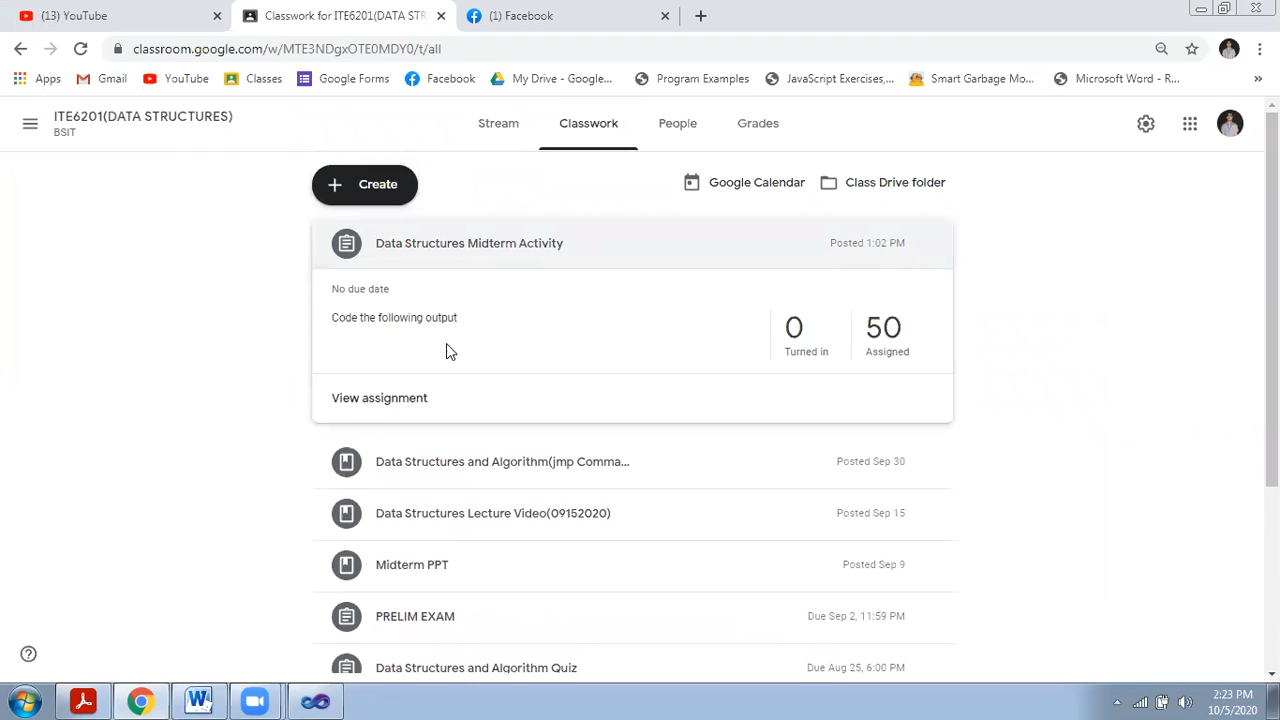 (13) YouTube
Classwork for ITE6201(DATA STR
(1) Facebook
classroom.google.com/w/MTE3NDgxOTE0MDY0/t/all
Apps
Gmail
YouTube
Classes
Google Forms
Facebook
My Drive - Google...
Program Examples
JavaScript Exercises,...
Smart Garbage Mo...
Microsoft Word - R...
»
ITE6201(DATA STRUCTURES)
BSIT
Stream
Classwork
People
Grades
+ Create
Google Calendar
Class Drive folder
Data Structures Midterm Activity
Posted 1:02 PM
No due date
Code the following output
0
Turned in
50
Assigned
View assignment
Data Structures and Algorithm(jmp Comma...
Posted Sep 30
Data Structures Lecture Video(09152020)
Posted Sep 15
Midterm PPT
Posted Sep 9
PRELIM EXAM
Due Sep 2, 11:59 PM
Data Structures and Algorithm Quiz
Due Aug 25, 6:00 PM
2:23 PM
10/5/2020